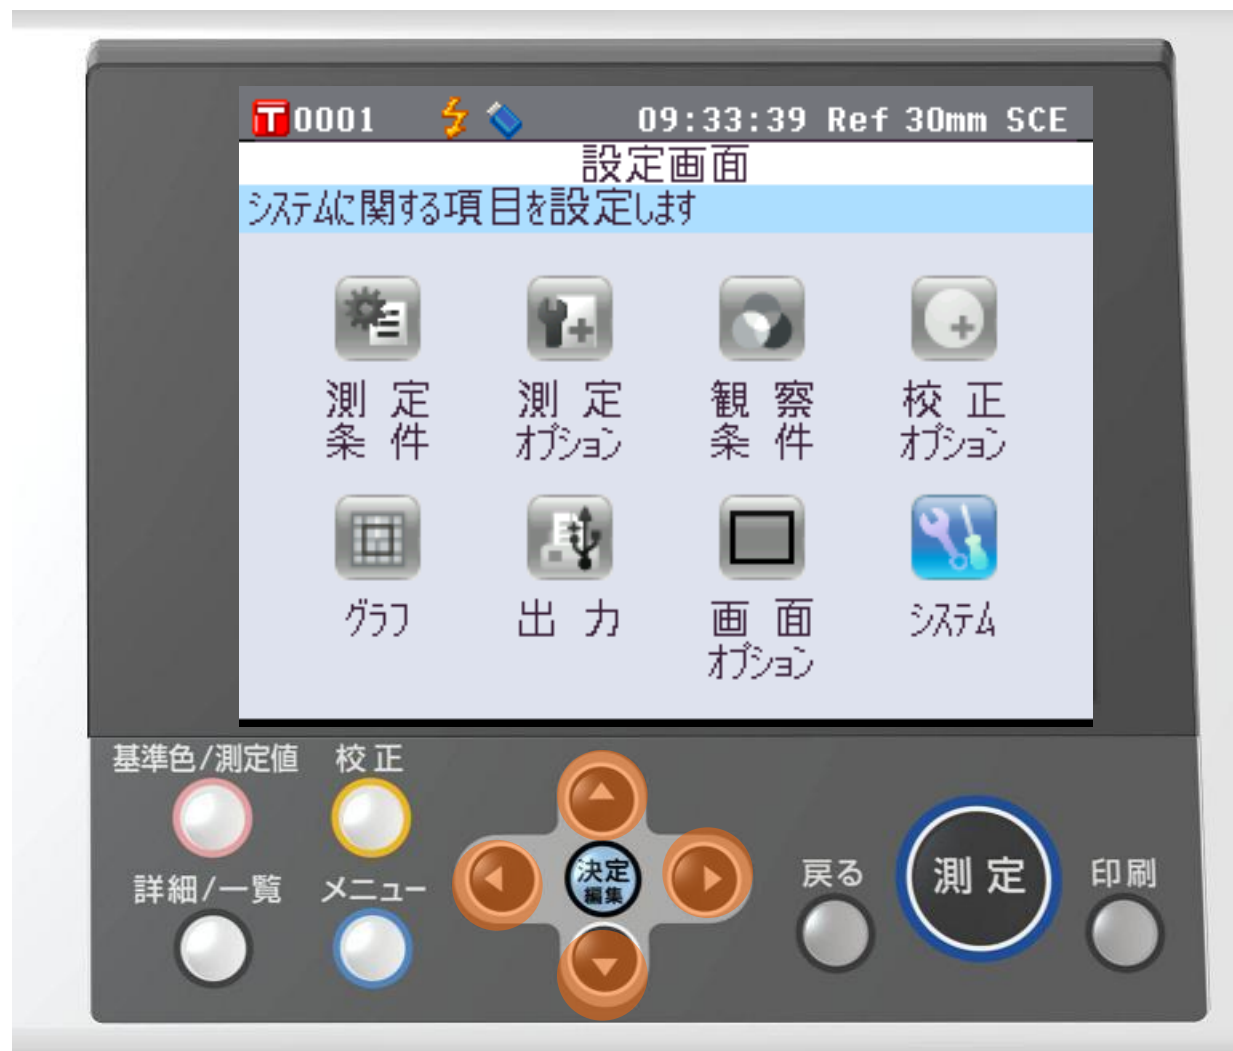 T 0001 09:33:39 Ref 30mm SCE
設定画面
システムに関する項目を設定します
測定条件
測定オプション
観察条件
校正オプション
グラフ
出力
画面オプション
システム
基準色/測定値
校正
詳細/一覧
メニュー
決定
編集
戻る
測定
印刷